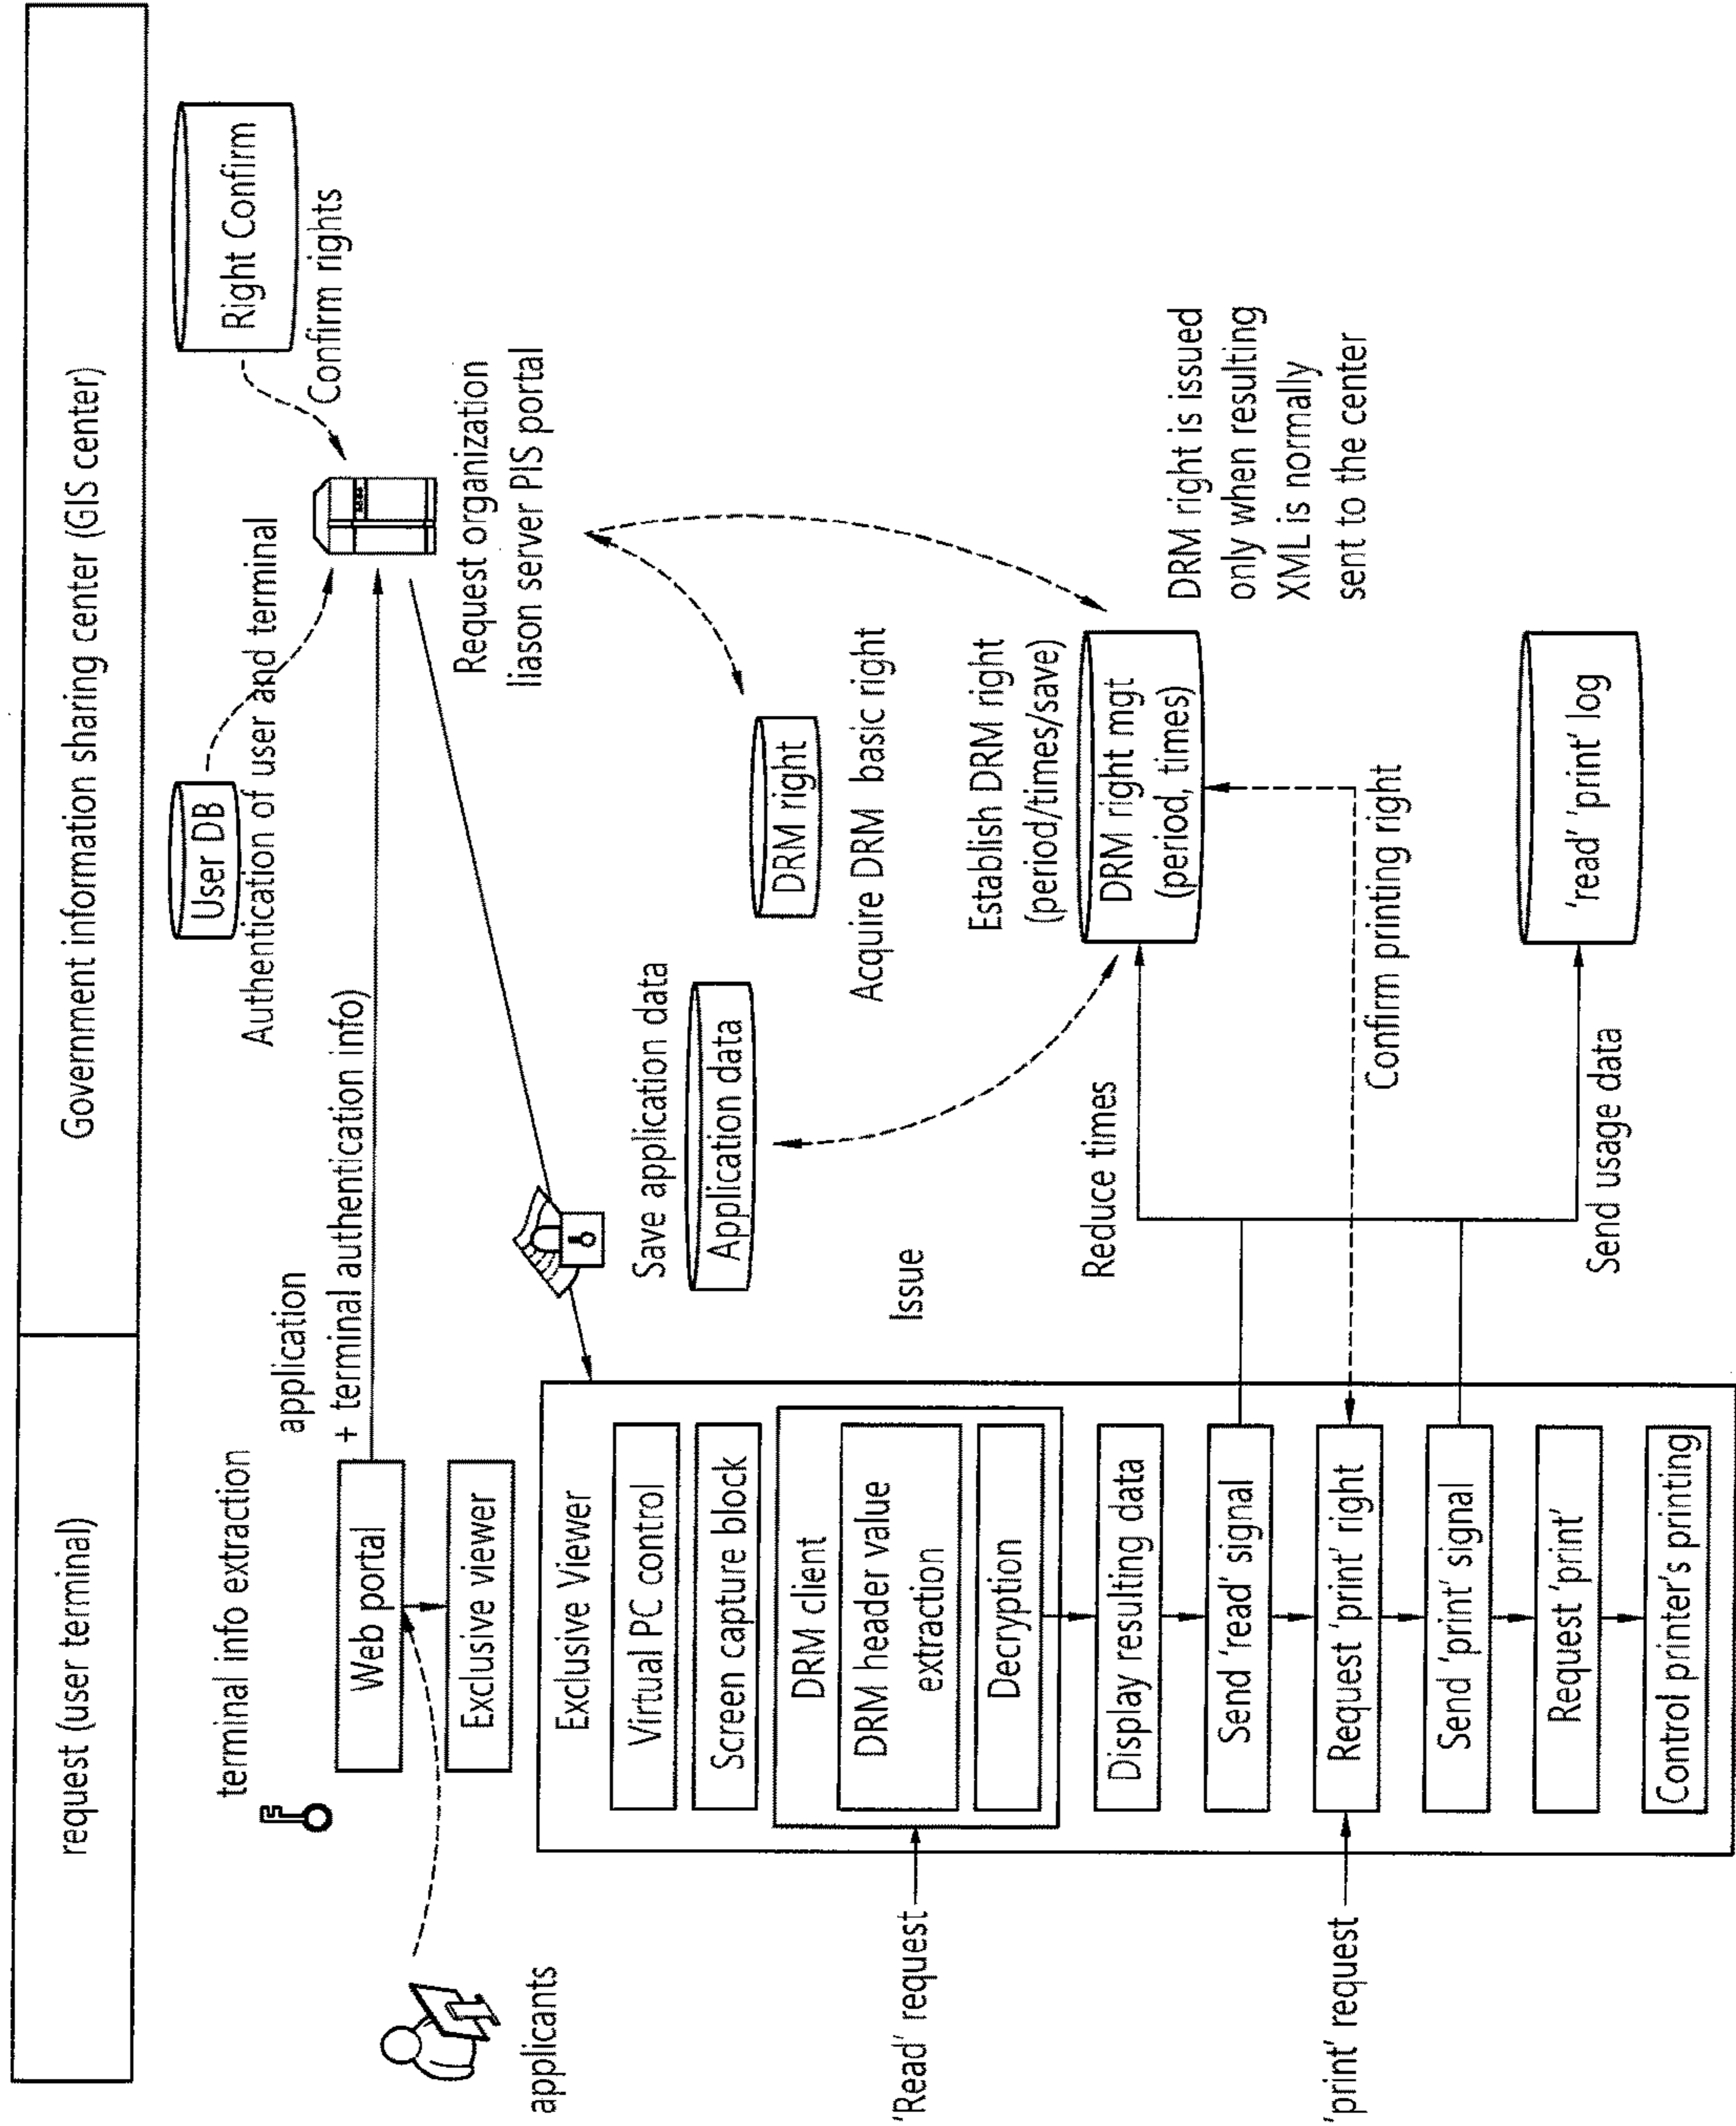 request (user terminal)
Government information sharing center (GIS center)
terminal info extraction
application
+ terminal authentication info)
User DB
Authentication of user and terminal
Right Confirm
Confirm rights
Web portal
Exclusive viewer
applicants
Request organization
liason server PIS portal
Exclusive Viewer
Virtual PC control
Screen capture block
DRM client
DRM header value
extraction
Decryption
'Read' request
Save application data
Application data
DRM right
Acquire DRM basic right
Issue
Establish DRM right
(period/times/save)
DRM right mgt
(period, times)
DRM right is issued
only when resulting
XML is normally
sent to the center
Display resulting data
Reduce times
Send 'read' signal
'print' request
Request 'print' right
Confirm printing right
Send 'print' signal
Request 'print'
Send usage data
'read' 'print' log
Control printer's printing